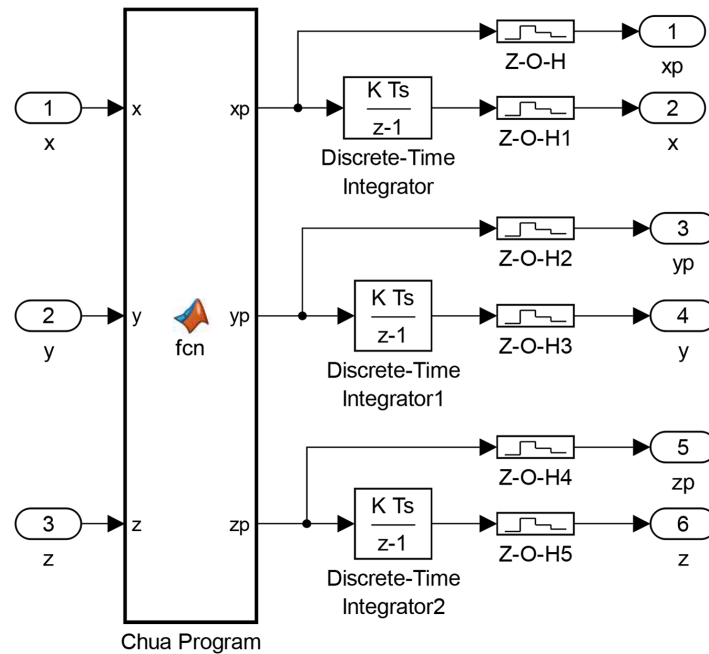 1
x
2
y
3
z
x
y
z
fcn
xp
yp
zp
Chua Program
K Ts
z-1
Discrete-Time
Integrator
K Ts
z-1
Discrete-Time
Integrator1
K Ts
z-1
Discrete-Time
Integrator2
Z-O-H
Z-O-H1
Z-O-H2
Z-O-H3
Z-O-H4
Z-O-H5
1
xp
2
x
3
yp
4
y
5
zp
6
z